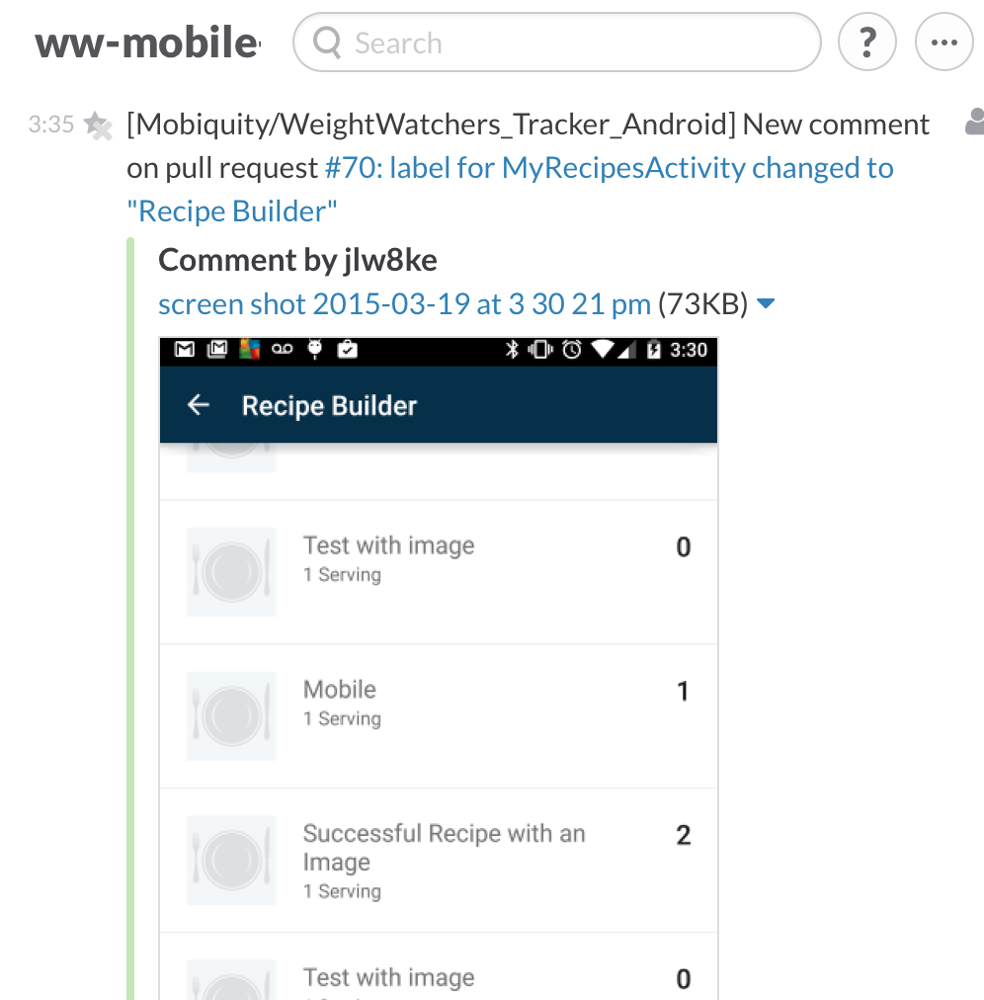 ww-mobile
Search
?
3:35
[Mobiquity/WeightWatchers_Tracker_Android] New comment
on pull request #70: label for MyRecipesActivity changed to
"Recipe Builder"
Comment by jlw8ke
screen shot 2015-03-19 at 3 30 21 pm (73KB)
3:30
Recipe Builder
Test with image 0
1 Serving
Mobile 1
1 Serving
Successful Recipe with an 2
Image
1 Serving
Test with image 0